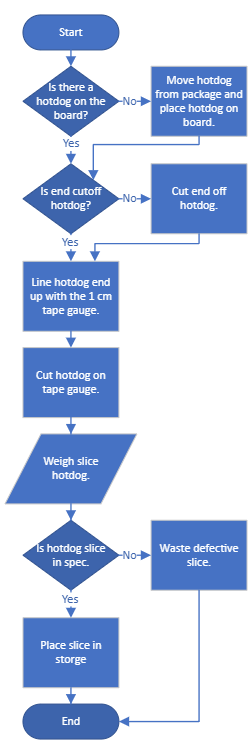 Start
Is there a
hotdog on the
board?
No
Move hotdog
from package and
place hotdog on
board.
Yes
Is end cutoff
hotdog?
No
Cut end off
hotdog.
Yes
Line hotdog end
up with the 1 cm
tape gauge.
Cut hotdog on
tape gauge.
Weigh slice
hotdog.
Is hotdog slice
in spec.
No
Waste defective
slice.
Yes
Place slice in
storge
End